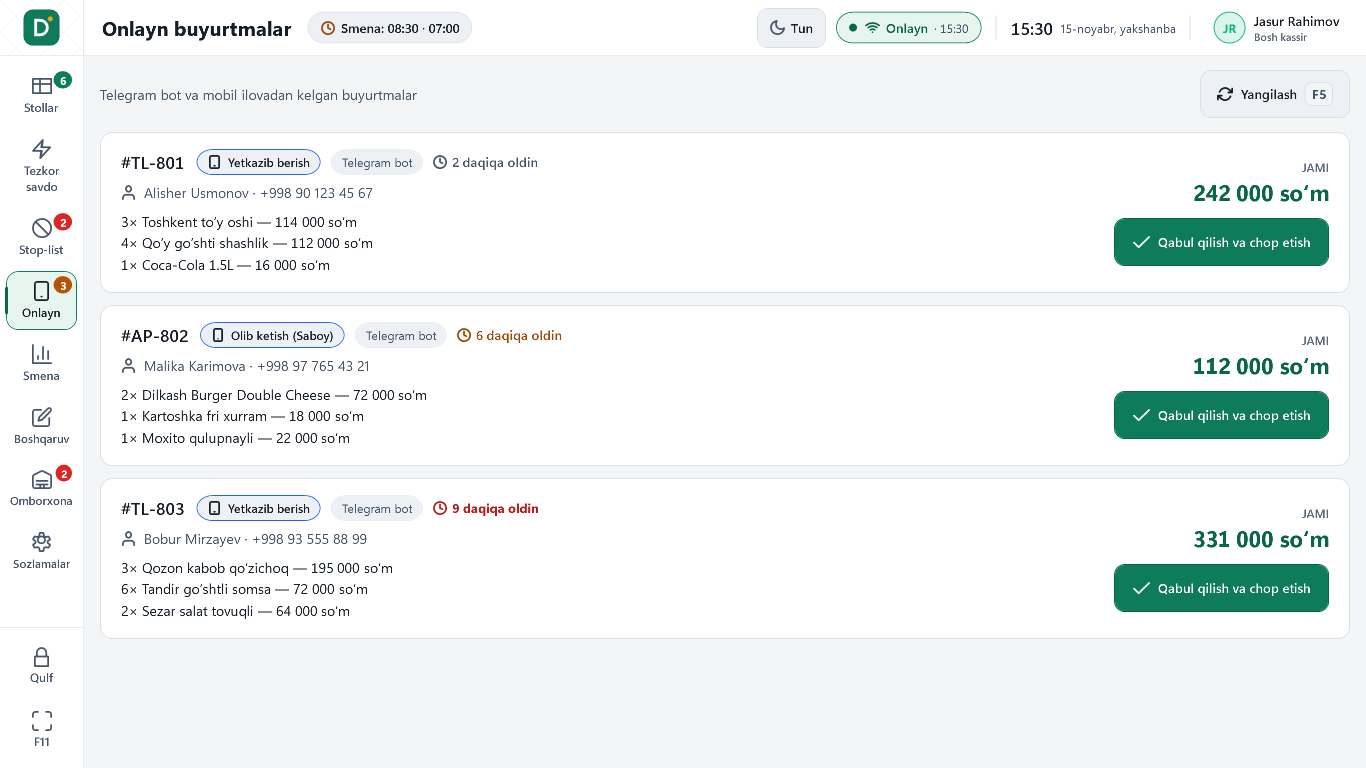 D
Onlayn buyurtmalar
Smena: 08:30 · 07:00
Tun
Onlayn · 15:30
15:30 15-noyabr, yakshanba
JR
Jasur Rahimov
Bosh kassir
6
Stollar
Tezkor
savdo
2
Stop-list
3
Onlayn
Smena
Boshqaruv
2
Omborxona
Sozlamalar
Qulf
F11
Telegram bot va mobil ilovadan kelgan buyurtmalar
Yangilash F5
#TL-801 Yetkazib berish Telegram bot 2 daqiqa oldin
Alisher Usmonov · +998 90 123 45 67
3× Toshkent to‘y oshi — 114 000 so‘m
4× Qo‘y go‘shti shashlik — 112 000 so‘m
1× Coca-Cola 1.5L — 16 000 so‘m
JAMI
242 000 so‘m
Qabul qilish va chop etish
#AP-802 Olib ketish (Saboy) Telegram bot 6 daqiqa oldin
Malika Karimova · +998 97 765 43 21
2× Dilkash Burger Double Cheese — 72 000 so‘m
1× Kartoshka fri xurram — 18 000 so‘m
1× Moxito qulupnayli — 22 000 so‘m
JAMI
112 000 so‘m
Qabul qilish va chop etish
#TL-803 Yetkazib berish Telegram bot 9 daqiqa oldin
Bobur Mirzayev · +998 93 555 88 99
3× Qozon kabob qo‘zichoq — 195 000 so‘m
6× Tandir go‘shtli somsa — 72 000 so‘m
2× Sezar salat tovuqli — 64 000 so‘m
JAMI
331 000 so‘m
Qabul qilish va chop etish